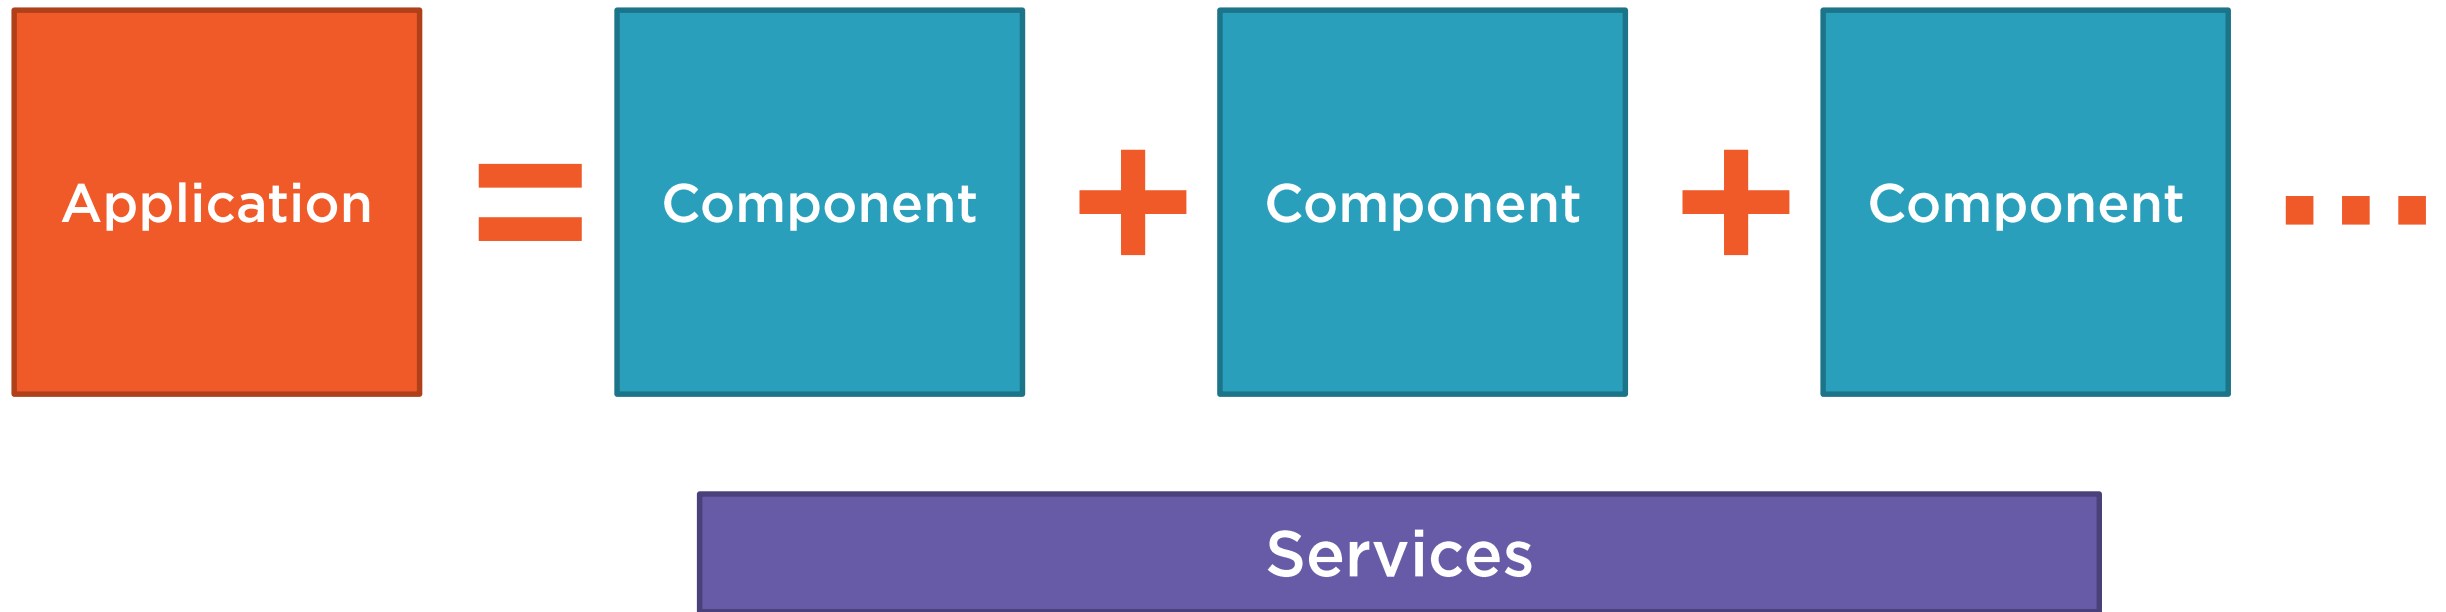 Application = Component + Component + Component ...
Services